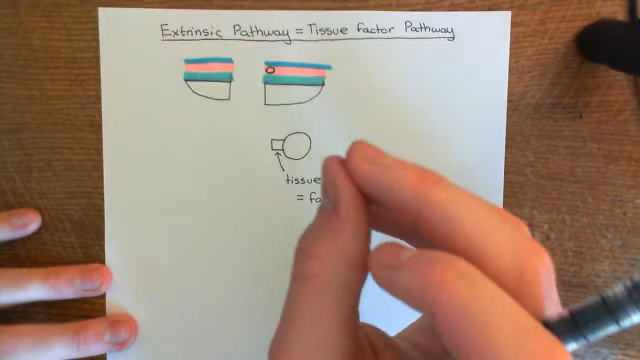 Extrinsic Pathway = Tissue factor Pathway
tissue
= fa